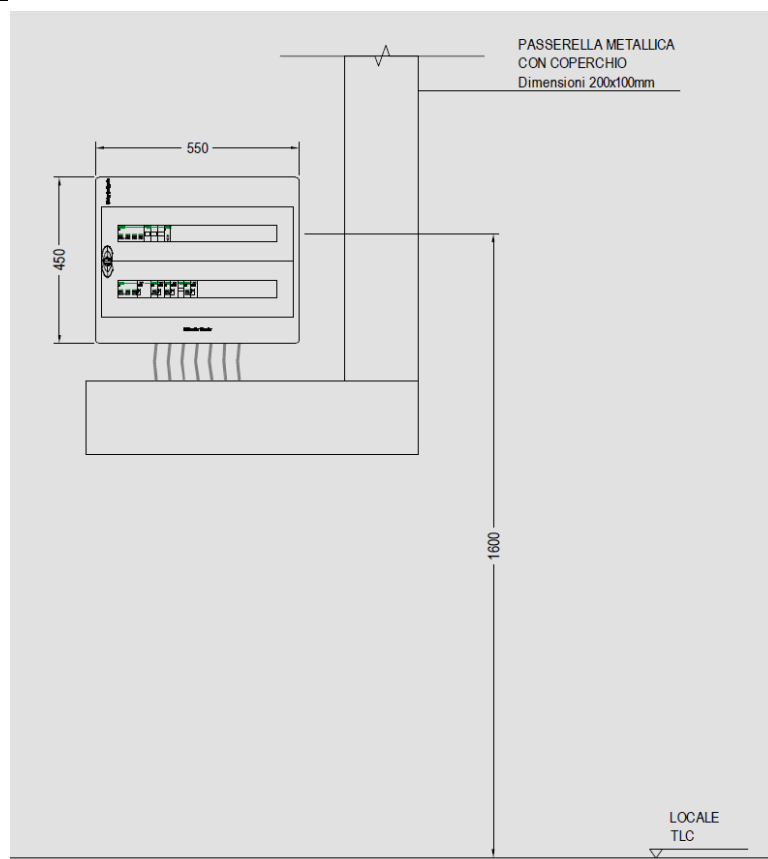 PASSERELLA METALLICA
CON COPERCHIO
Dimensioni 200x100mm
550
450
1600
LOCALE
TLC